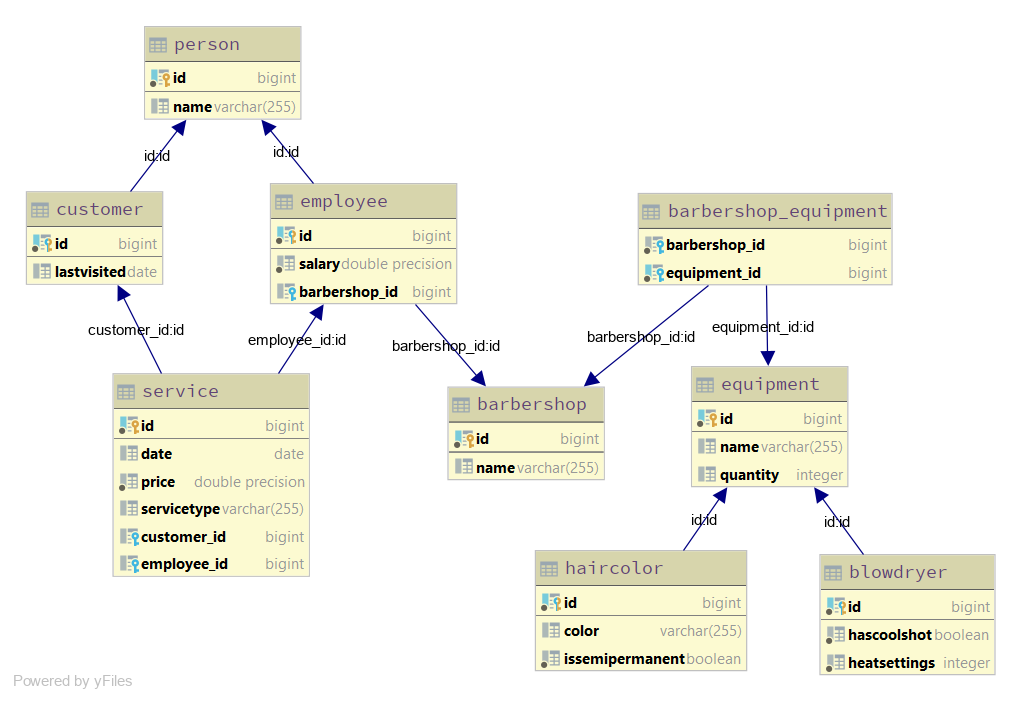 person
id bigint
name varchar(255)
id:id
id:id
customer
id bigint
lastvisited date
employee
id bigint
salary double precision
barbershop_id bigint
barbershop_equipment
barbershop_id bigint
equipment_id bigint
customer_id:id
employee_id:id
barbershop_id:id
barbershop_id:id
equipment_id:id
service
id bigint
date date
price double precision
servicetype varchar(255)
customer_id bigint
employee_id bigint
barbershop
id bigint
name varchar(255)
equipment
id bigint
name varchar(255)
quantity integer
id:id
id:id
haircolor
id bigint
color varchar(255)
issemipermanent boolean
blowdryer
id bigint
hascoolshot boolean
heatsettings integer
Powered by yFiles